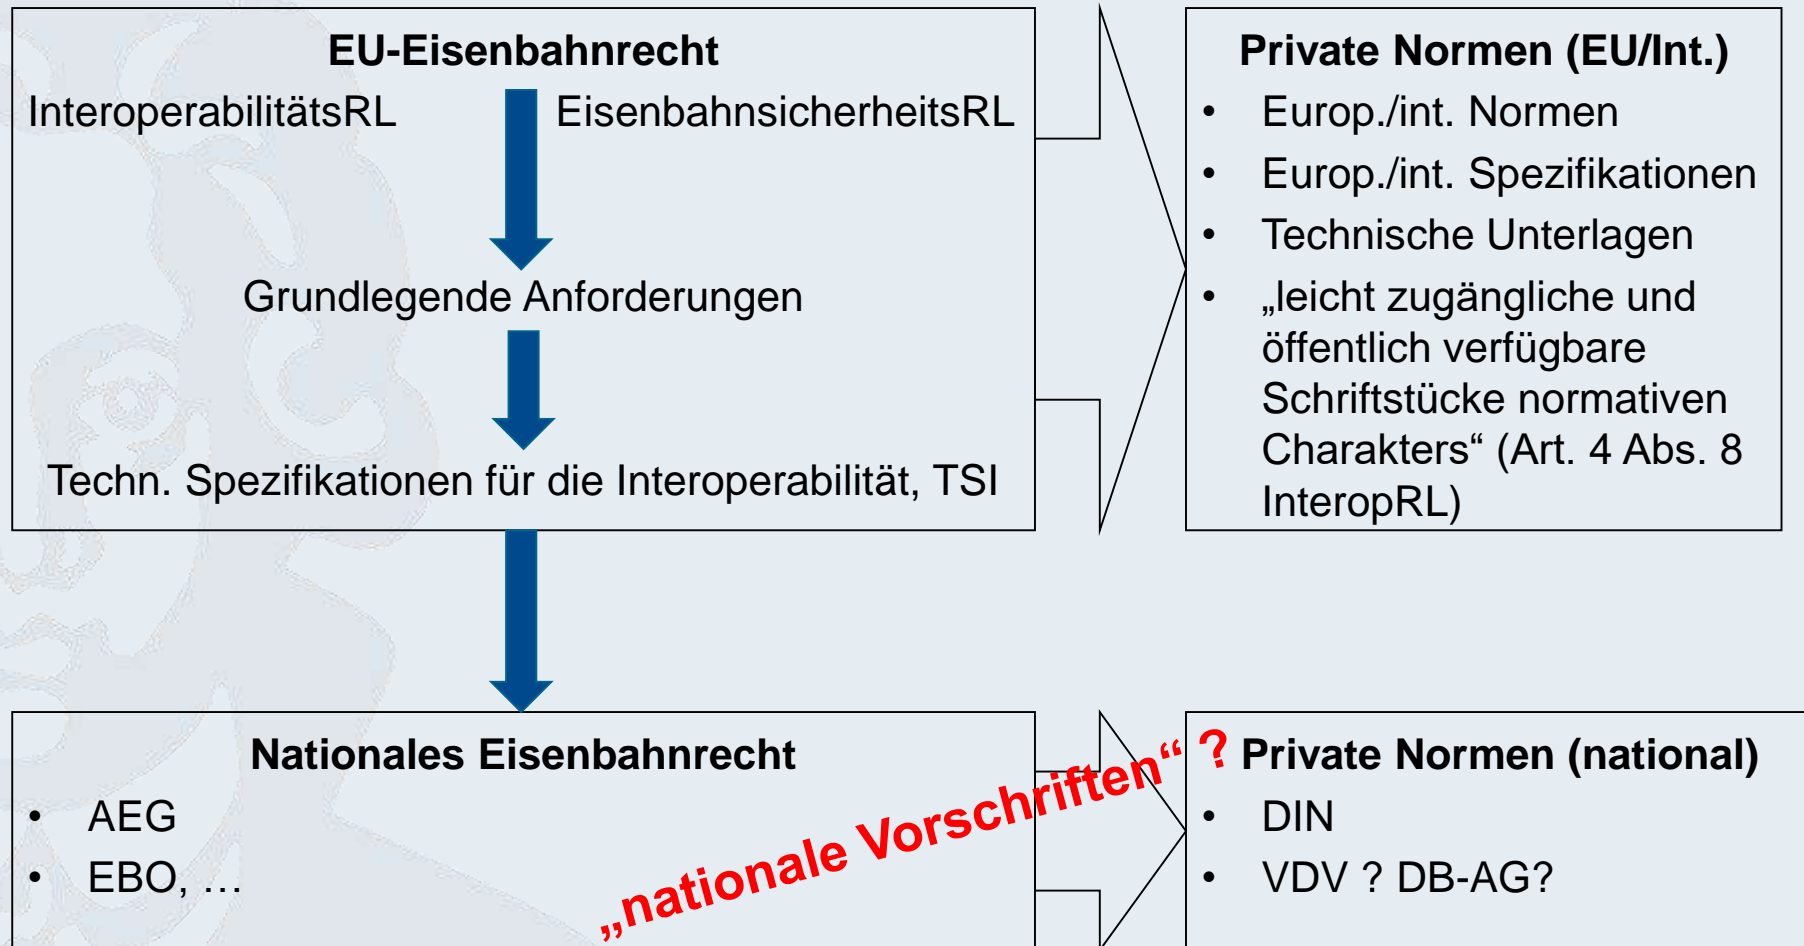 EU-Eisenbahnrecht
InteroperabilitätsRL EisenbahnsicherheitsRL
Grundlegende Anforderungen
Techn. Spezifikationen für die Interoperabilität, TSI
Private Normen (EU/Int.)
• Europ./int. Normen
• Europ./int. Spezifikationen
• Technische Unterlagen
• „leicht zugängliche und
öffentlich verfügbare
Schriftstücke normativen
Charakters“ (Art. 4 Abs. 8
InteropRL)
Nationales Eisenbahnrecht
• AEG
• EBO, …
„nationale Vorschriften“ ?
Private Normen (national)
• DIN
• VDV ? DB-AG?